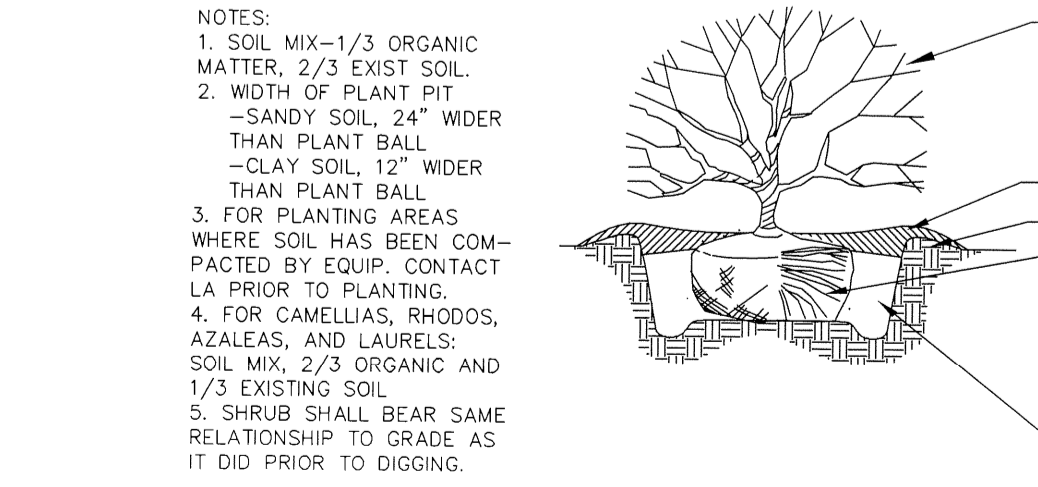 NOTES:
1. SOIL MIX–1/3 ORGANIC
MATTER, 2/3 EXIST SOIL.
2. WIDTH OF PLANT PIT
–SANDY SOIL, 24" WIDER
THAN PLANT BALL
–CLAY SOIL, 12" WIDER
THAN PLANT BALL
3. FOR PLANTING AREAS
WHERE SOIL HAS BEEN COM–
PACTED BY EQUIP. CONTACT
LA PRIOR TO PLANTING.
4. FOR CAMELLIAS, RHODOS,
AZALEAS, AND LAURELS:
SOIL MIX, 2/3 ORGANIC AND
1/3 EXISTING SOIL
5. SHRUB SHALL BEAR SAME
RELATIONSHIP TO GRADE AS
IT DID PRIOR TO DIGGING.